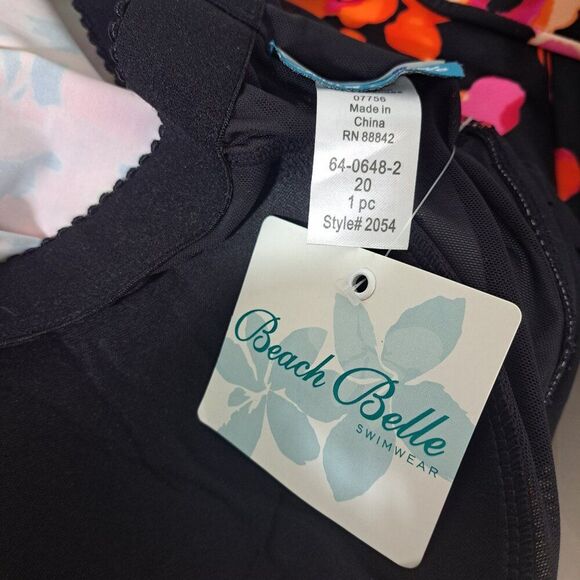 07756
Made in
China
RN 88842
64-0648-2
20
1 pc
Style# 2054
Beach Belle
SWIMWEAR